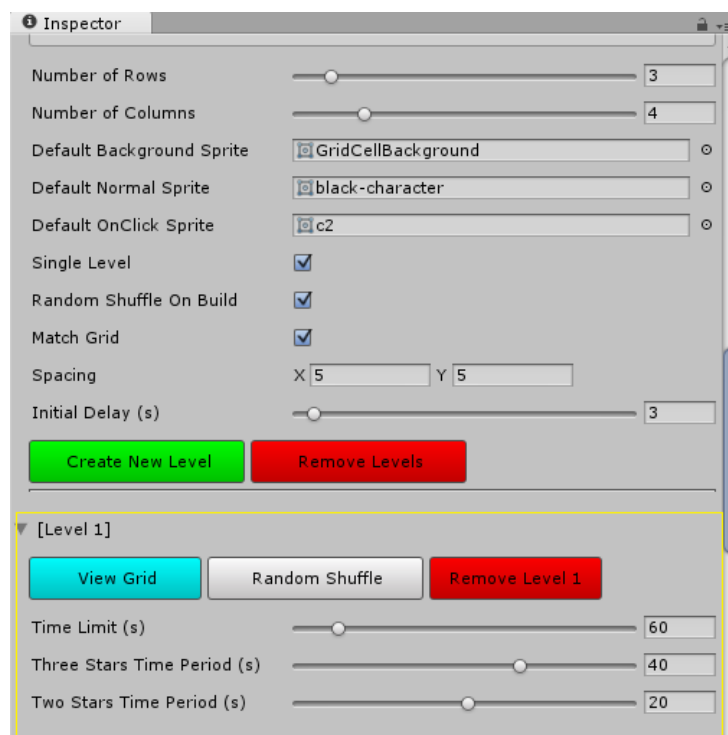 Inspector
Number of Rows 3
Number of Columns 4
Default Background Sprite GridCellBackground
Default Normal Sprite black-character
Default OnClick Sprite c2
Single Level
Random Shuffle On Build
Match Grid
Spacing X 5 Y 5
Initial Delay (s) 3
Create New Level Remove Levels
[Level 1]
View Grid Random Shuffle Remove Level 1
Time Limit (s) 60
Three Stars Time Period (s) 40
Two Stars Time Period (s) 20